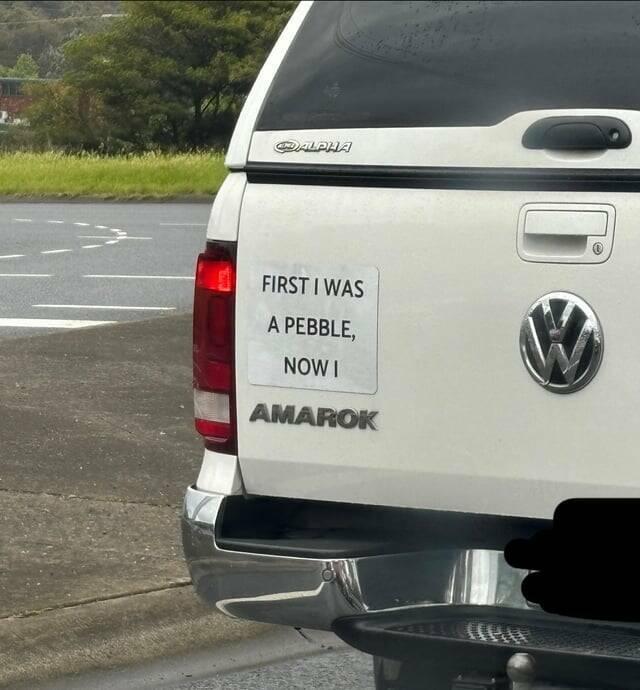 ALPHA
FIRST I WAS
A PEBBLE,
NOW I
AMAROK